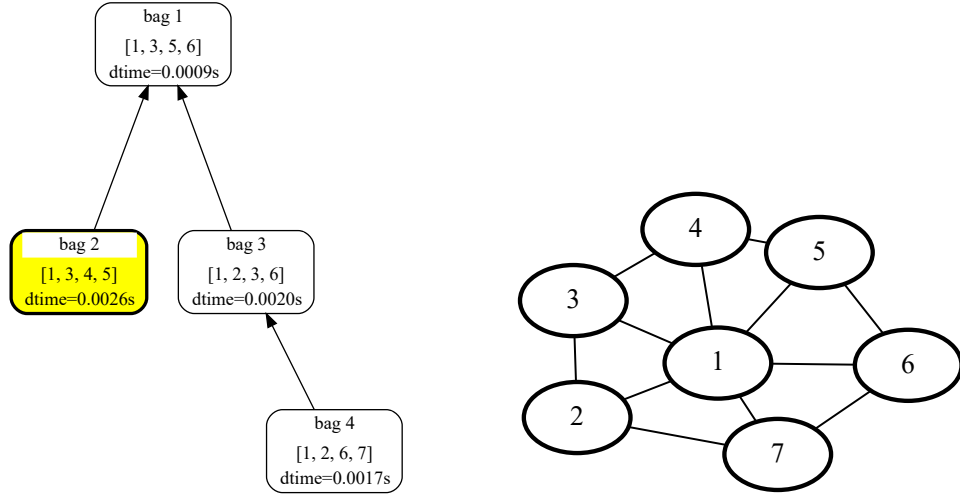 bag 1
[1, 3, 5, 6]
dtime=0.0009s
bag 2
[1, 3, 4, 5]
dtime=0.0026s
bag 3
[1, 2, 3, 6]
dtime=0.0020s
bag 4
[1, 2, 6, 7]
dtime=0.0017s
4
5
3
1
6
2
7